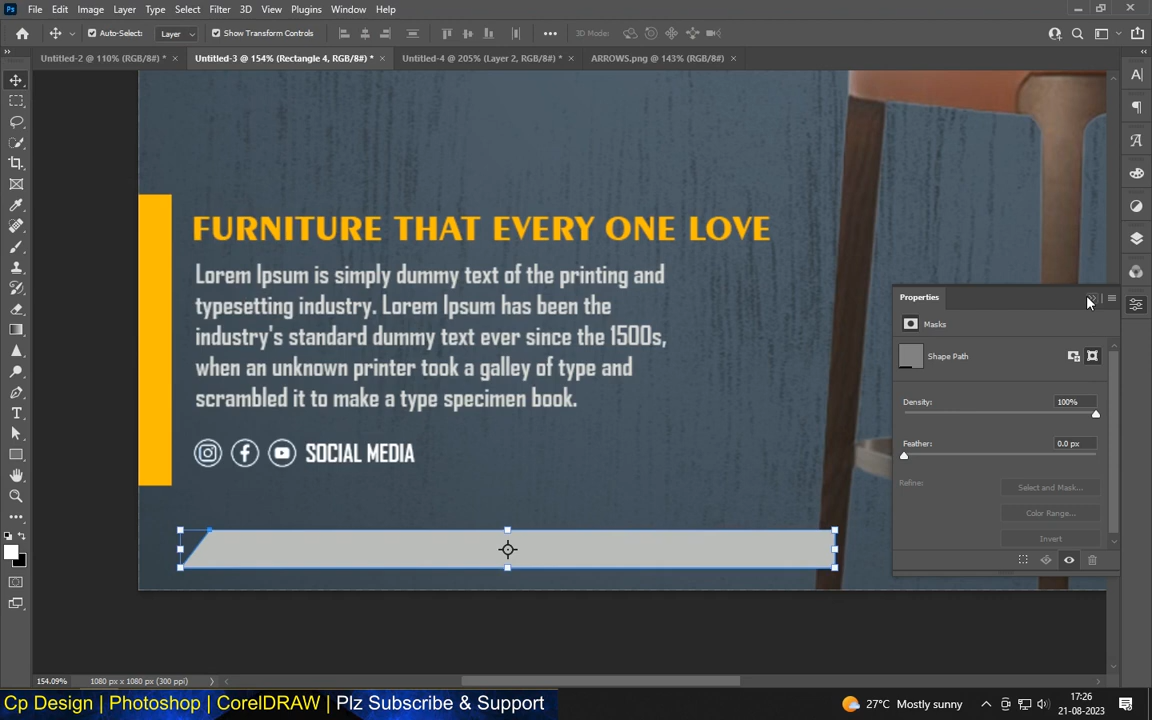 Ps File Edit Image Layer Type Select Filter 3D View Plugins Window Help
Auto-Select: Layer Show Transform Controls 3D Mode:
Untitled-2 @ 110% (RGB/8#) * × Untitled-3 @ 154% (Rectangle 4, RGB/8#) * × Untitled-4 @ 205% (Layer 2, RGB/8#) * × ARROWS.png @ 143% (RGB/8#) ×
FURNITURE THAT EVERY ONE LOVE
Lorem Ipsum is simply dummy text of the printing and
typesetting industry. Lorem Ipsum has been the
industry's standard dummy text ever since the 1500s,
when an unknown printer took a galley of type and
scrambled it to make a type specimen book.
SOCIAL MEDIA
Properties
Masks
Shape Path
Density: 100%
Feather: 0.0 px
Refine: Select and Mask...
Color Range...
Invert
154.09% 1080 px x 1080 px (300 ppi)
Cp Design | Photoshop | CorelDRAW | Plz Subscribe & Support
27°C Mostly sunny
17:26
21-08-2023